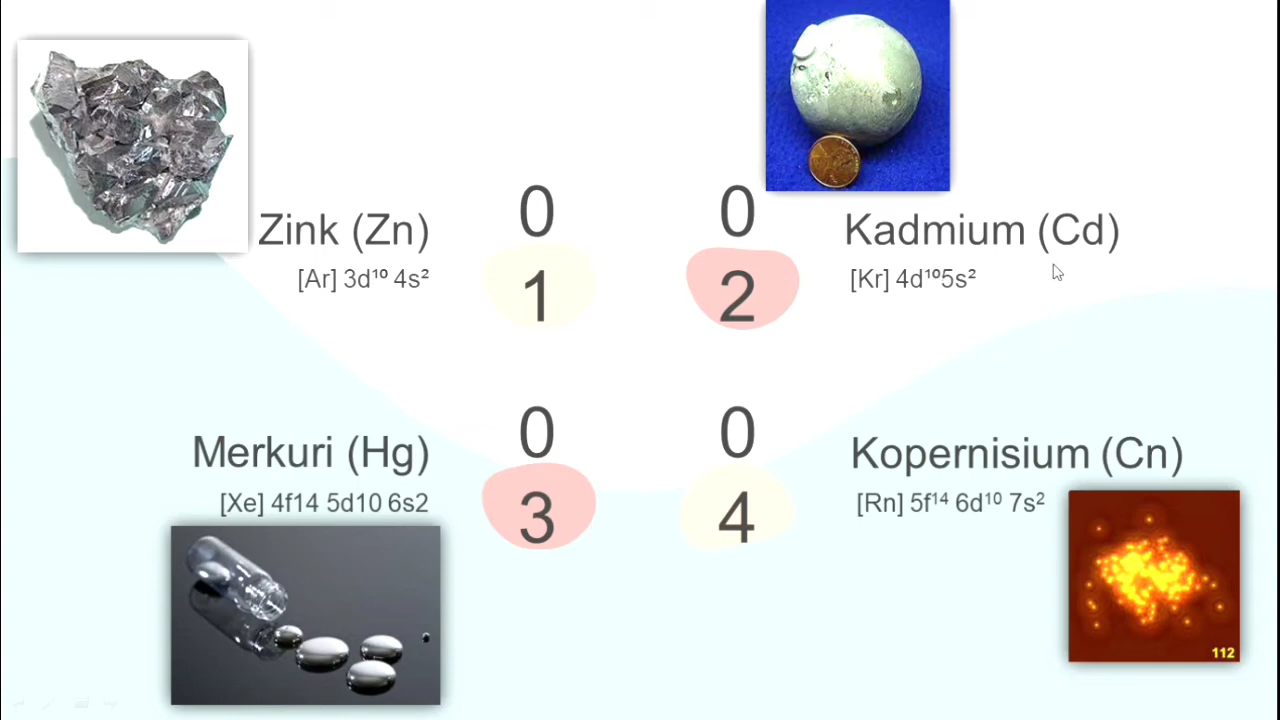 Zink (Zn)
[Ar] 3d¹⁰ 4s²
0
1
0
2
Kadmium (Cd)
[Kr] 4d¹⁰5s²
Merkuri (Hg)
[Xe] 4f14 5d10 6s2
0
3
0
4
Kopernisium (Cn)
[Rn] 5f¹⁴ 6d¹⁰ 7s²
112